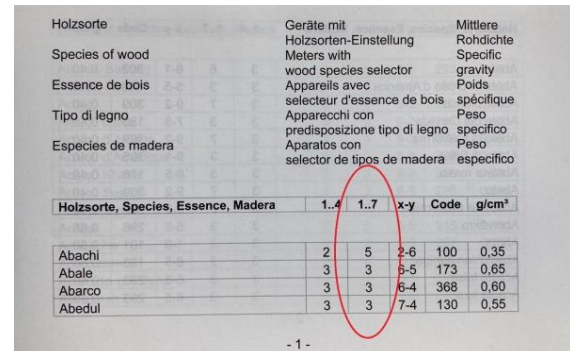 Holzsorte Geräte mit Mittlere
Holzsorten-Einstellung Rohdichte
Species of wood Meters with Specific
wood species selector gravity
Essence de bois Appareils avec Poids
selecteur d'essence de bois spécifique
Tipo di legno Apparecchi con Peso
predisposizione tipo di legno specifico
Especies de madera Aparatos con Peso
selector de tipos de madera especifico
Holzsorte, Species, Essence, Madera 1..4 1..7 x-y Code g/cm³
Abachi 2 5 2-6 100 0,35
Abale 3 3 6-5 173 0,65
Abarco 3 3 6-4 368 0,60
Abedul 3 3 7-4 130 0,55
- 1 -